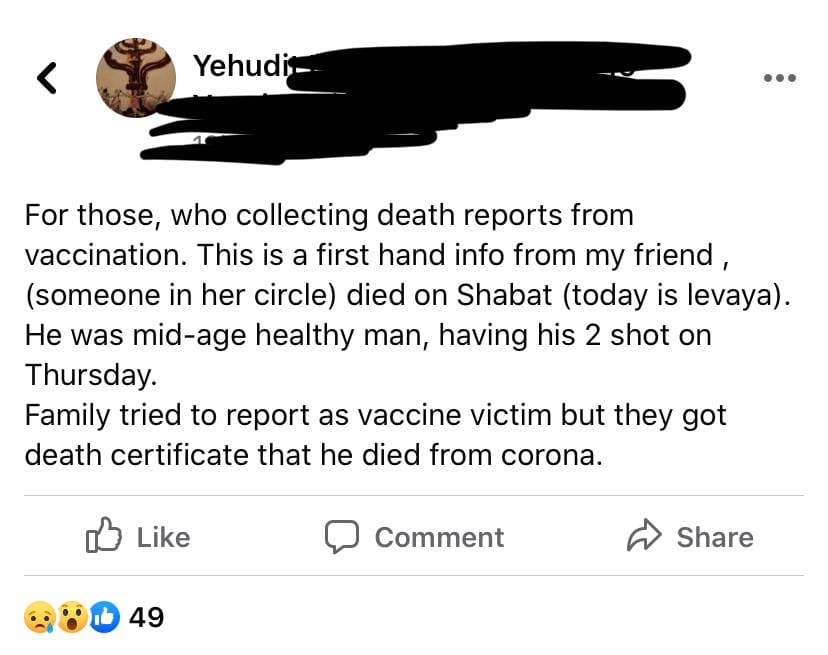 Yehudi
For those, who collecting death reports from
vaccination. This is a first hand info from my friend ,
(someone in her circle) died on Shabat (today is levaya).
He was mid-age healthy man, having his 2 shot on
Thursday.
Family tried to report as vaccine victim but they got
death certificate that he died from corona.
Like
Comment
Share
49